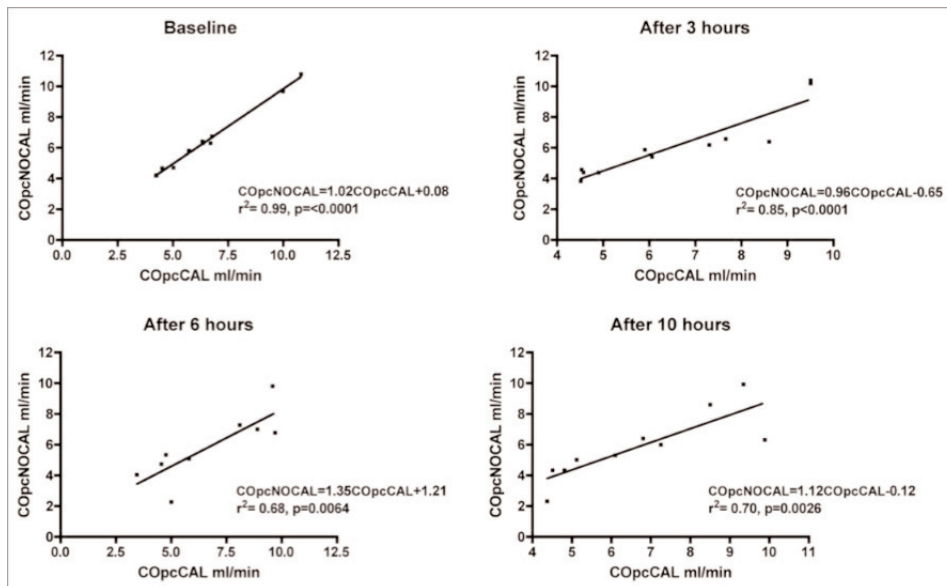 Baseline
COpcNOCAL ml/min
12
10
8
6
4
2
0
0.0 2.5 5.0 7.5 10.0 12.5
COpcCAL ml/min
COpcNOCAL=1.02COpcCAL+0.08
r²= 0.99, p=<0.0001
After 3 hours
COpcNOCAL ml/min
12
10
8
6
4
2
0
4 5 6 7 8 9 10
COpcCAL ml/min
COpcNOCAL=0.96COpcCAL-0.65
r²= 0.85, p<0.0001
After 6 hours
COpcNOCAL ml/min
12
10
8
6
4
2
0
0.0 2.5 5.0 7.5 10.0 12.5
COpcCAL ml/min
COpcNOCAL=1.35COpcCAL+1.21
r²= 0.68, p=0.0064
After 10 hours
COpcNOCAL ml/min
12
10
8
6
4
2
0
4 5 6 7 8 9 10 11
COpcCAL ml/min
COpcNOCAL=1.12COpcCAL-0.12
r²= 0.70, p=0.0026